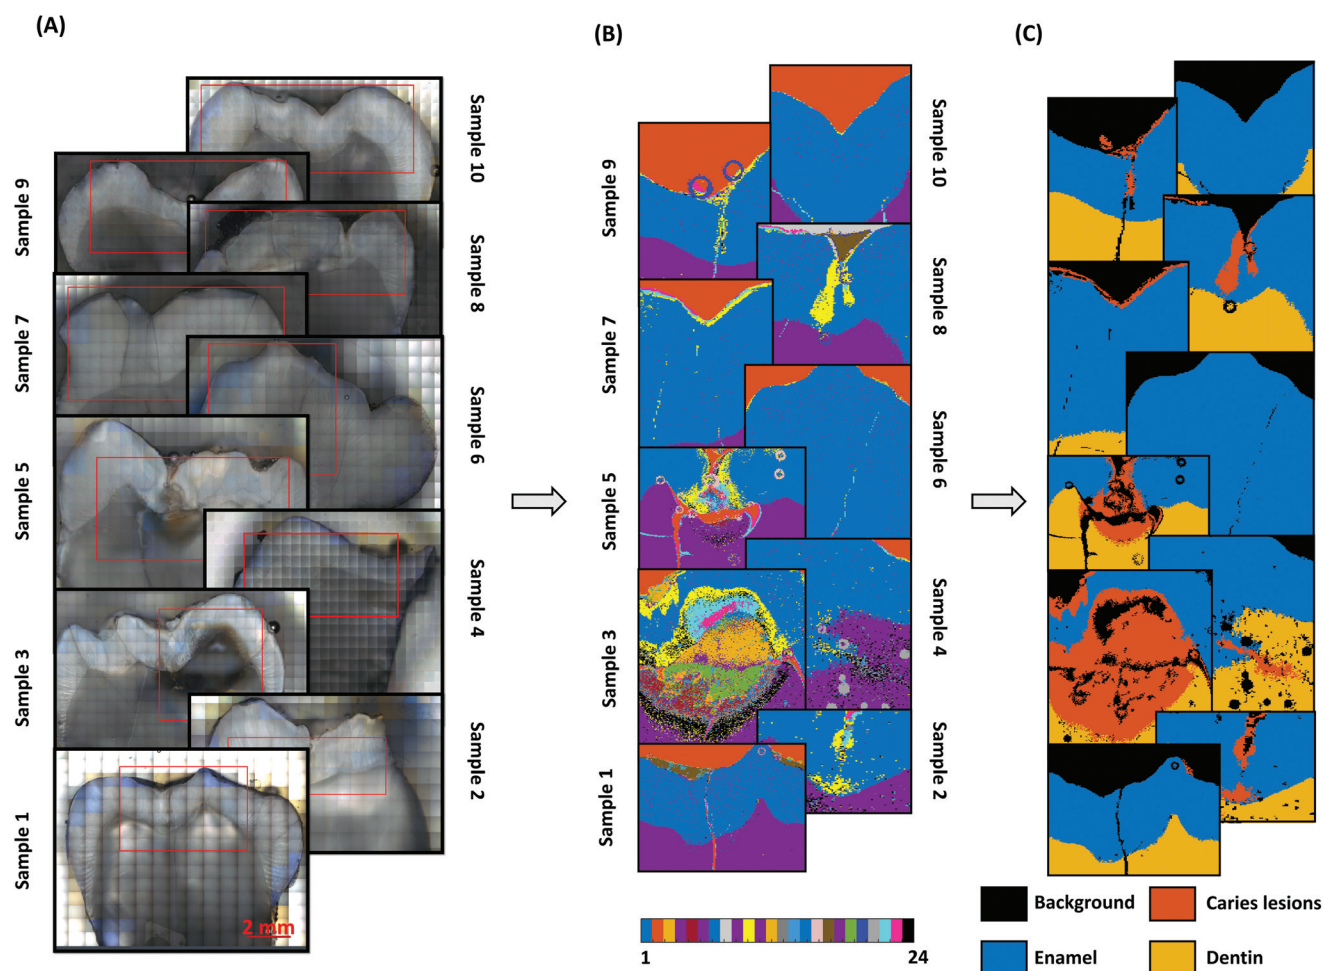 (A)
(B)
(C)
Sample 10
Sample 9
Sample 8
Sample 7
Sample 6
Sample 5
Sample 4
Sample 3
Sample 2
Sample 1
2 mm
Sample 10
Sample 9
Sample 8
Sample 7
Sample 6
Sample 5
Sample 4
Sample 3
Sample 2
Sample 1
1
24
Background
Caries lesions
Enamel
Dentin